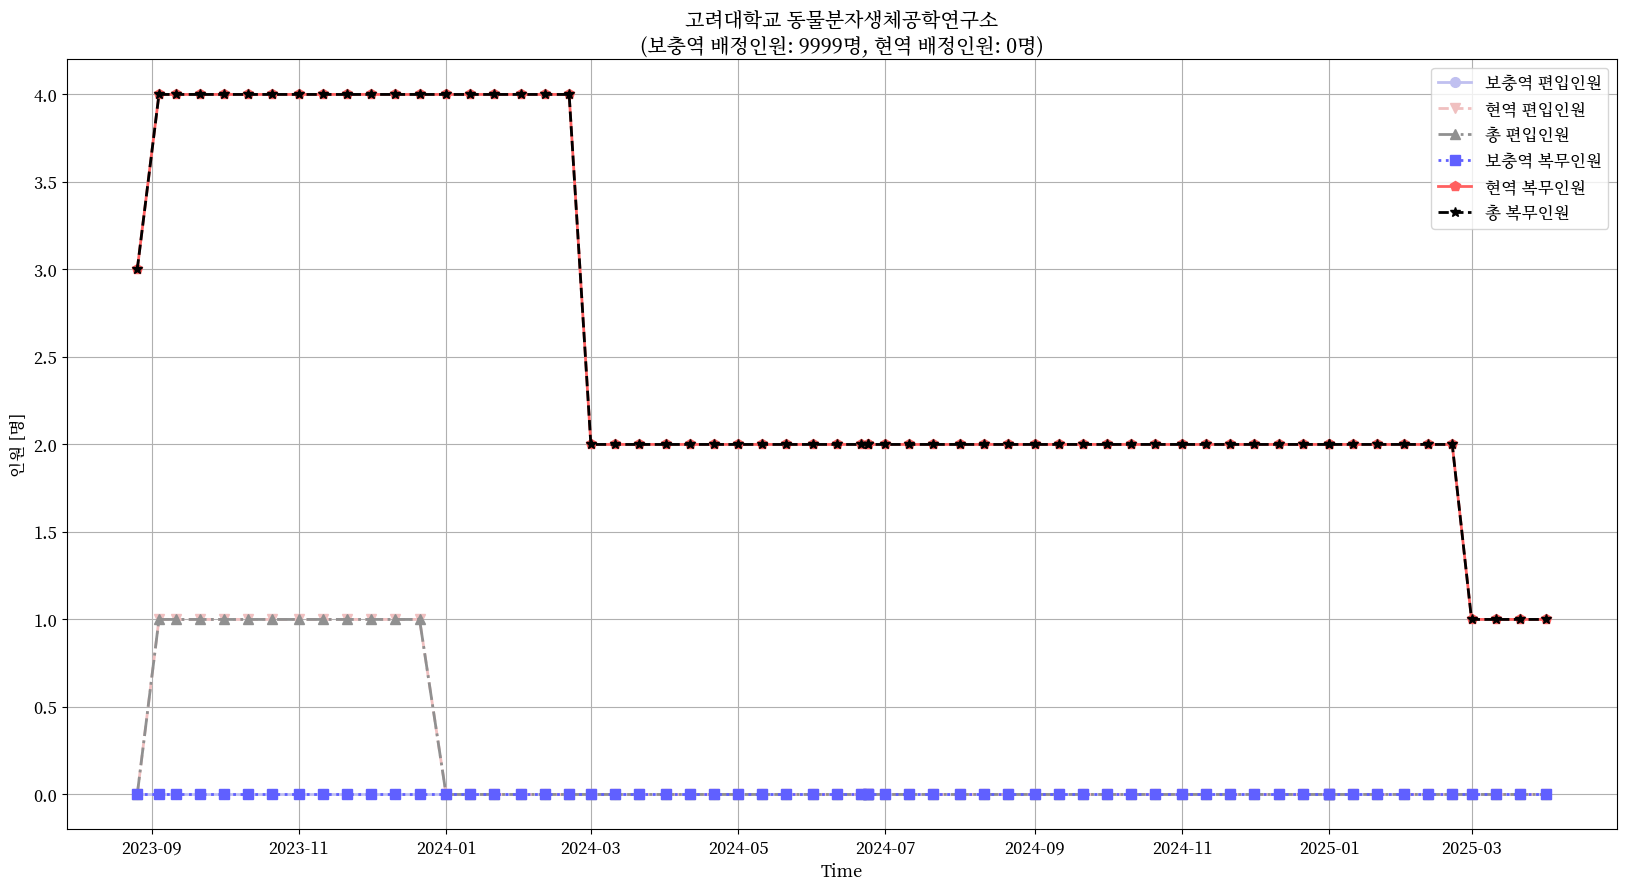 고려대학교 동물분자생체공학연구소
(보충역 배정인원: 9999명, 현역 배정인원: 0명)
보충역 편입인원
현역 편입인원
총 편입인원
보충역 복무인원
현역 복무인원
총 복무인원
4.0
3.5
3.0
2.5
2.0
1.5
1.0
0.5
0.0
인원 [명]
2023-09 2023-11 2024-01 2024-03 2024-05 2024-07 2024-09 2024-11 2025-01 2025-03
Time